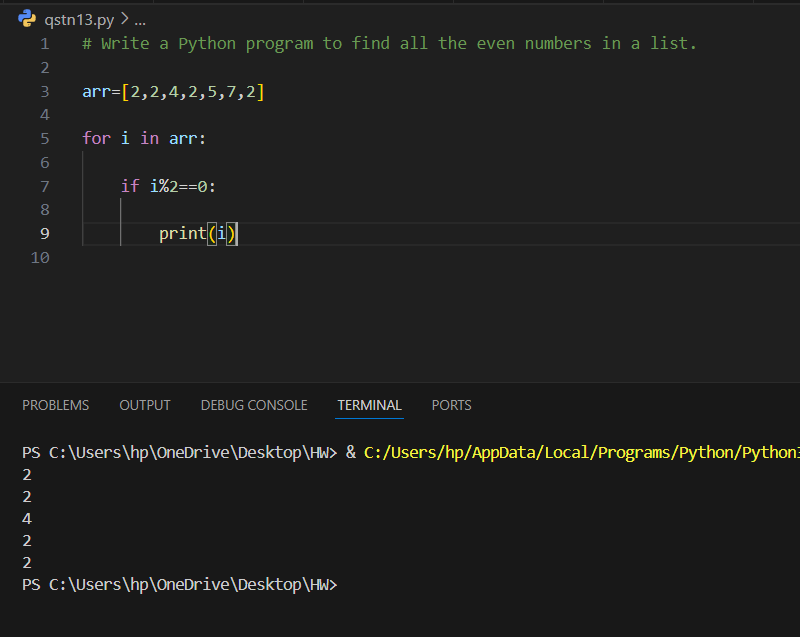 qstn13.py > ...
1 # Write a Python program to find all the even numbers in a list.
2
3 arr=[2,2,4,2,5,7,2]
4
5 for i in arr:
6
7     if i%2==0:
8
9         print(i)
10
PROBLEMS OUTPUT DEBUG CONSOLE TERMINAL PORTS
PS C:\Users\hp\OneDrive\Desktop\HW> & C:/Users/hp/AppData/Local/Programs/Python/Python3
2
2
4
2
2
PS C:\Users\hp\OneDrive\Desktop\HW>